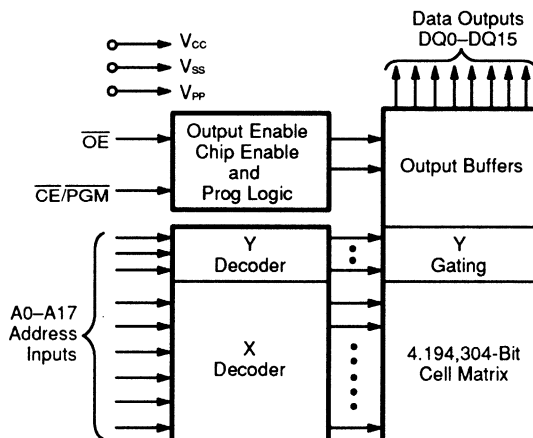 Data Outputs
DQ0–DQ15
VCC
VSS
VPP
OE
CE/PGM
Output Enable
Chip Enable
and
Prog Logic
Output Buffers
Y
Decoder
Y
Gating
A0–A17
Address
Inputs
X
Decoder
4.194,304-Bit
Cell Matrix